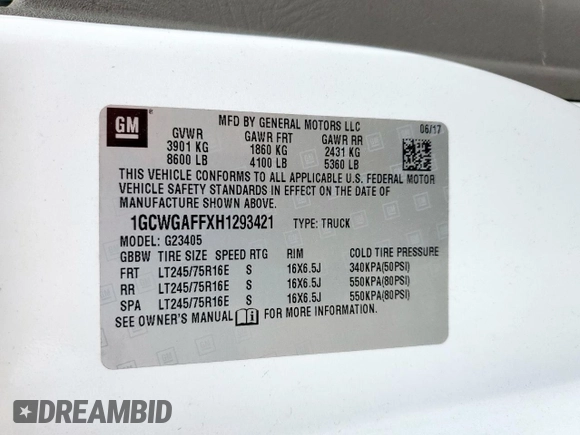 GM
MFD BY GENERAL MOTORS LLC 06/17
GVWR GAWR FRT GAWR RR
3901 KG 1860 KG 2431 KG
8600 LB 4100 LB 5360 LB
THIS VEHICLE CONFORMS TO ALL APPLICABLE U.S. FEDERAL MOTOR
VEHICLE SAFETY STANDARDS IN EFFECT ON THE DATE OF
MANUFACTURE SHOWN ABOVE.
1GCWGAFFXH1293421 TYPE: TRUCK
MODEL: G23405
GBBW TIRE SIZE SPEED RTG RIM COLD TIRE PRESSURE
FRT LT245/75R16E S 16X6.5J 340KPA(50PSI)
RR LT245/75R16E S 16X6.5J 550KPA(80PSI)
SPA LT245/75R16E S 16X6.5J 550KPA(80PSI)
SEE OWNER'S MANUAL FOR MORE INFORMATION.
DREAMBID